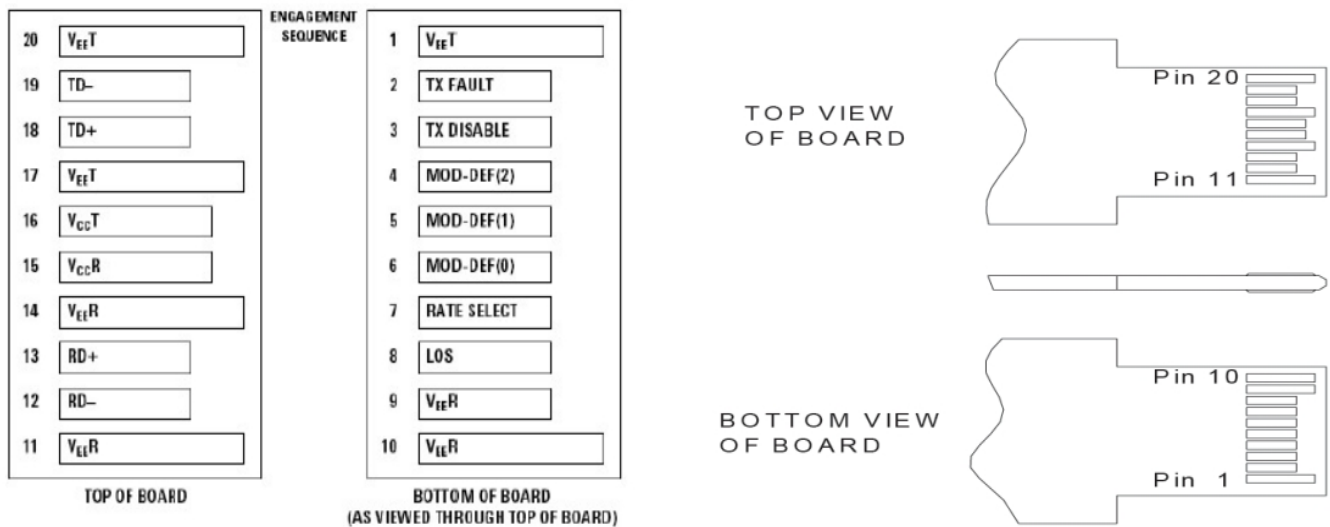 ENGAGEMENT
SEQUENCE
20 VEET
19 TD–
18 TD+
17 VEET
16 VCCT
15 VCCR
14 VEER
13 RD+
12 RD–
11 VEER
TOP OF BOARD
1 VEET
2 TX FAULT
3 TX DISABLE
4 MOD-DEF(2)
5 MOD-DEF(1)
6 MOD-DEF(0)
7 RATE SELECT
8 LOS
9 VEER
10 VEER
BOTTOM OF BOARD
(AS VIEWED THROUGH TOP OF BOARD)
TOP VIEW
OF BOARD
Pin 20
Pin 11
BOTTOM VIEW
OF BOARD
Pin 10
Pin 1